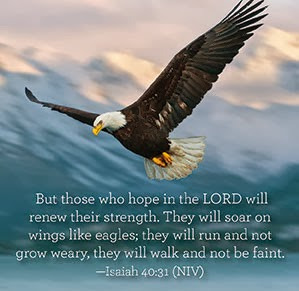 But those who hope in the LORD will
renew their strength. They will soar on
wings like eagles; they will run and not
grow weary, they will walk and not be faint.
—Isaiah 40:31 (NIV)